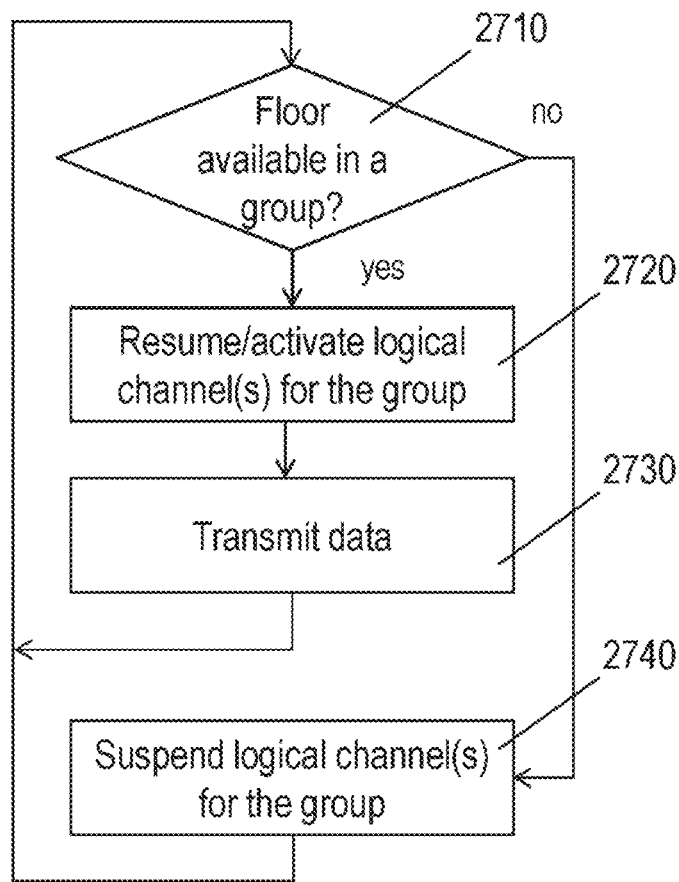 2710
Floor
available in a
group?
no
yes
2720
Resume/activate logical
channel(s) for the group
2730
Transmit data
2740
Suspend logical channel(s)
for the group